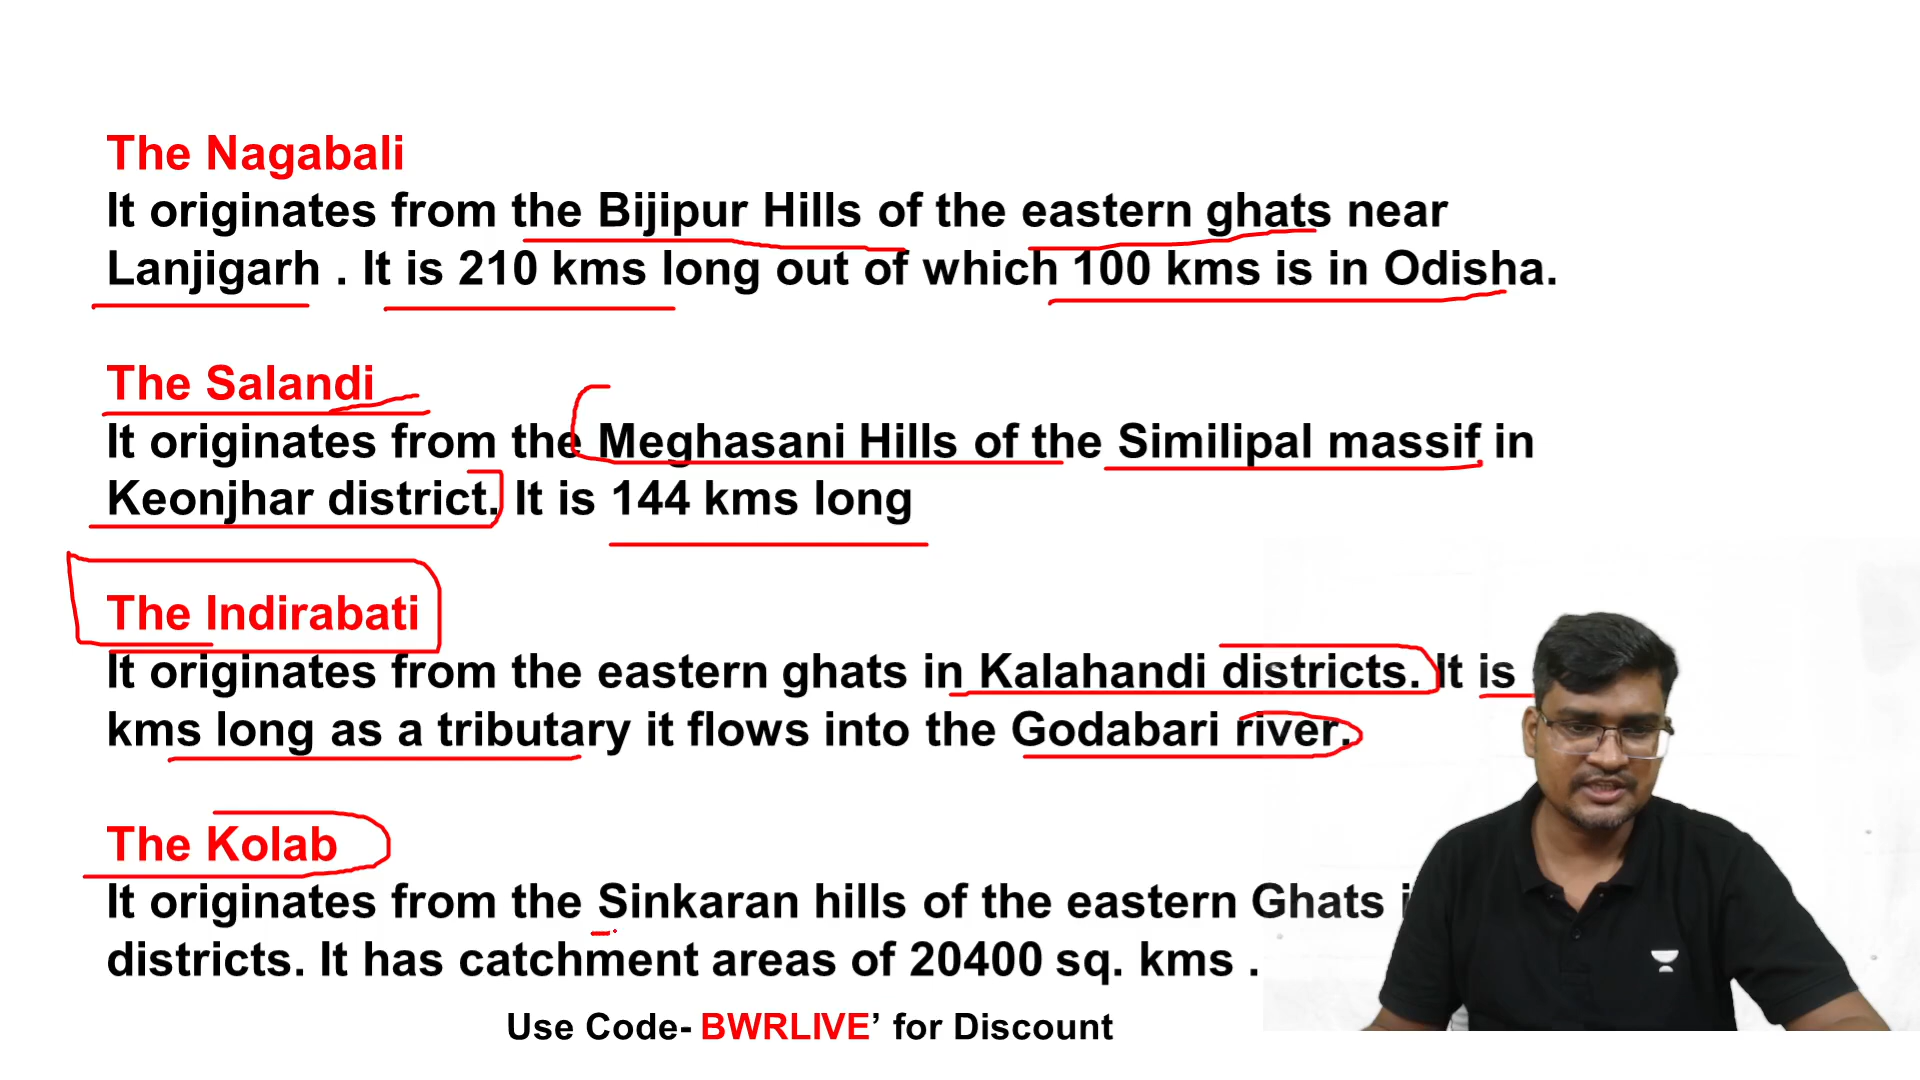 The Nagabali
It originates from the Bijipur Hills of the eastern ghats near
Lanjigarh . It is 210 kms long out of which 100 kms is in Odisha.
The Salandi
It originates from the Meghasani Hills of the Similipal massif in
Keonjhar district. It is 144 kms long
The Indirabati
It originates from the eastern ghats in Kalahandi districts. It is
kms long as a tributary it flows into the Godabari river.
The Kolab
It originates from the Sinkaran hills of the eastern Ghats
districts. It has catchment areas of 20400 sq. kms .
Use Code- BWRLIVE’ for Discount